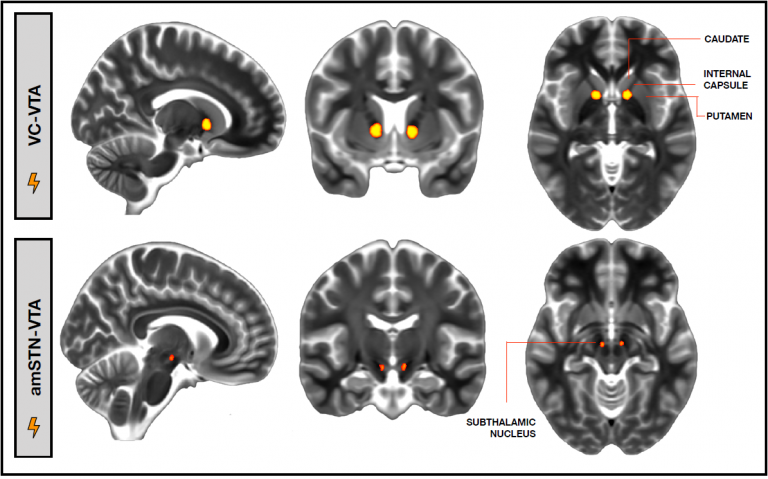 VC-VTA
CAUDATE
INTERNAL
CAPSULE
PUTAMEN
amSTN-VTA
SUBTHALAMIC
NUCLEUS